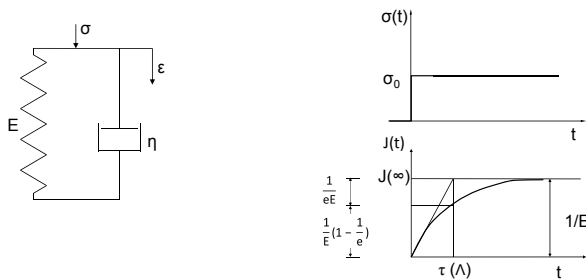 σ
ε
E
η
σ(t)
σ₀
t
J(t)
J(∞)
1/eE
1/E(1 − 1/e)
1/E
τ (Λ)
t